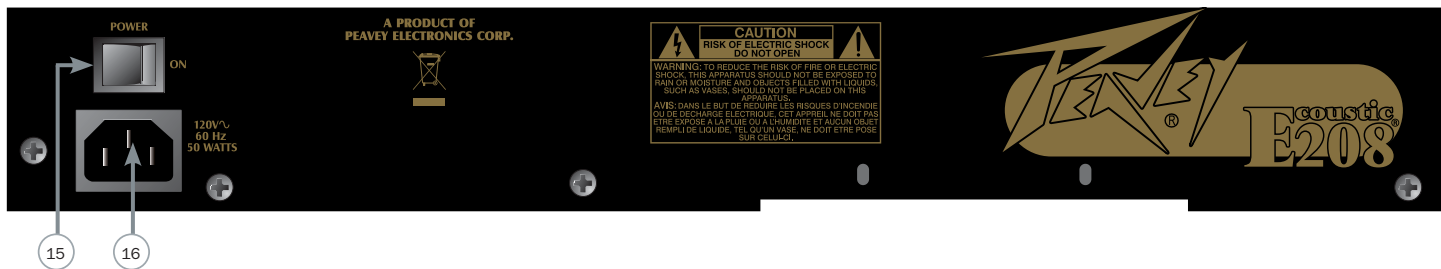 POWER
ON
120V∿
60 Hz
50 WATTS
15
16
A PRODUCT OF
PEAVEY ELECTRONICS CORP.
CAUTION
RISK OF ELECTRIC SHOCK
DO NOT OPEN
WARNING: TO REDUCE THE RISK OF FIRE OR ELECTRIC
SHOCK, THIS APPARATUS SHOULD NOT BE EXPOSED TO
RAIN OR MOISTURE AND OBJECTS FILLED WITH LIQUIDS,
SUCH AS VASES, SHOULD NOT BE PLACED ON THIS
APPARATUS.
AVIS: DANS LE BUT DE REDUIRE LES RISQUES D'INCENDIE
OU DE DECHARGE ELECTRIQUE, CET APPREIL NE DOIT PAS
ETRE EXPOSE A LA PLUIE OU A L'HUMIDITE ET AUCUN OBJET
REMPLI DE LIQUIDE, TEL QU'UN VASE, NE DOIT ETRE POSE
SUR CELUI-CI.
PEAVEY®
Ecoustic®
E208